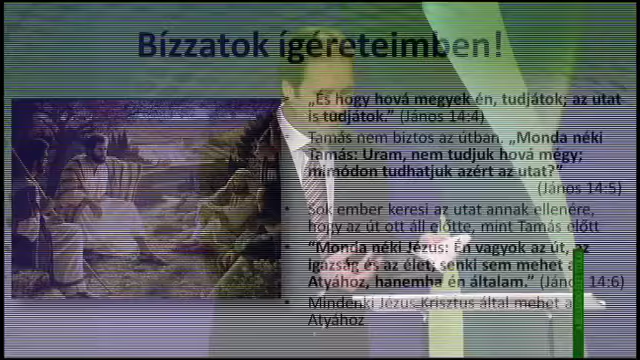 Bízzatok ígéreteimben!
„És hogy hová megyek én, tudjátok; az utat
is tudjátok.” (János 14:4)
Tamás nem biztos az útban. „Monda néki
Tamás: Uram, nem tudjuk hová mégy;
mimódon tudhatjuk azért az utat?”
(János 14:5)
Sok ember keresi az utat annak ellenére,
hogy az út ott áll előtte, mint Tamás előtt
“Monda néki Jézus: Én vagyok az út, az
igazság és az élet; senki sem mehet az
Atyához, hanemha én általam.” (János 14:6)
Mindenki Jézus Krisztus által mehet az
Atyához